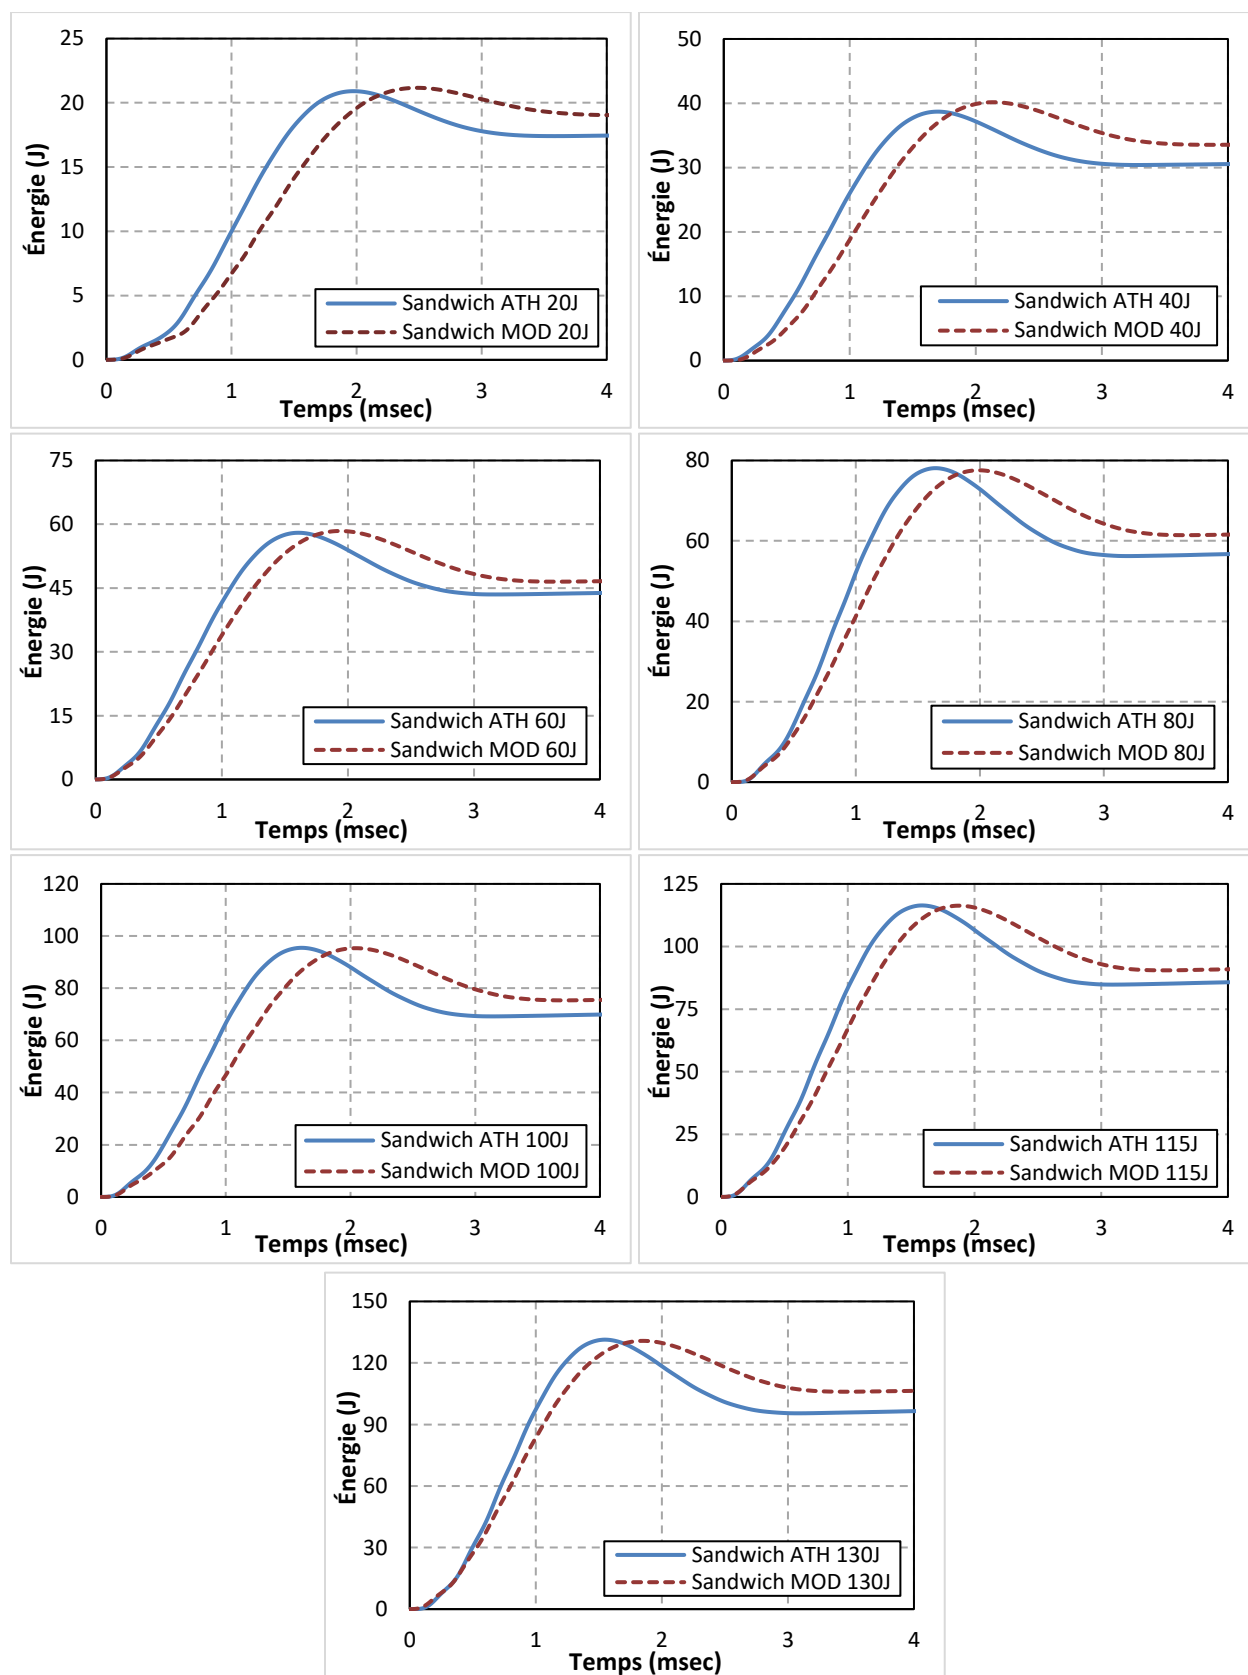 25
20
15
10
5
0
Énergie (J)
Sandwich ATH 20J
Sandwich MOD 20J
0 1 2 3 4
Temps (msec)
50
40
30
20
10
0
Énergie (J)
Sandwich ATH 40J
Sandwich MOD 40J
0 1 2 3 4
Temps (msec)
75
60
45
30
15
0
Énergie (J)
Sandwich ATH 60J
Sandwich MOD 60J
0 1 2 3 4
Temps (msec)
80
60
40
20
0
Énergie (J)
Sandwich ATH 80J
Sandwich MOD 80J
0 1 2 3 4
Temps (msec)
120
100
80
60
40
20
0
Énergie (J)
Sandwich ATH 100J
Sandwich MOD 100J
0 1 2 3 4
Temps (msec)
125
100
75
50
25
0
Énergie (J)
Sandwich ATH 115J
Sandwich MOD 115J
0 1 2 3 4
Temps (msec)
150
120
90
60
30
0
Énergie (J)
Sandwich ATH 130J
Sandwich MOD 130J
0 1 2 3 4
Temps (msec)